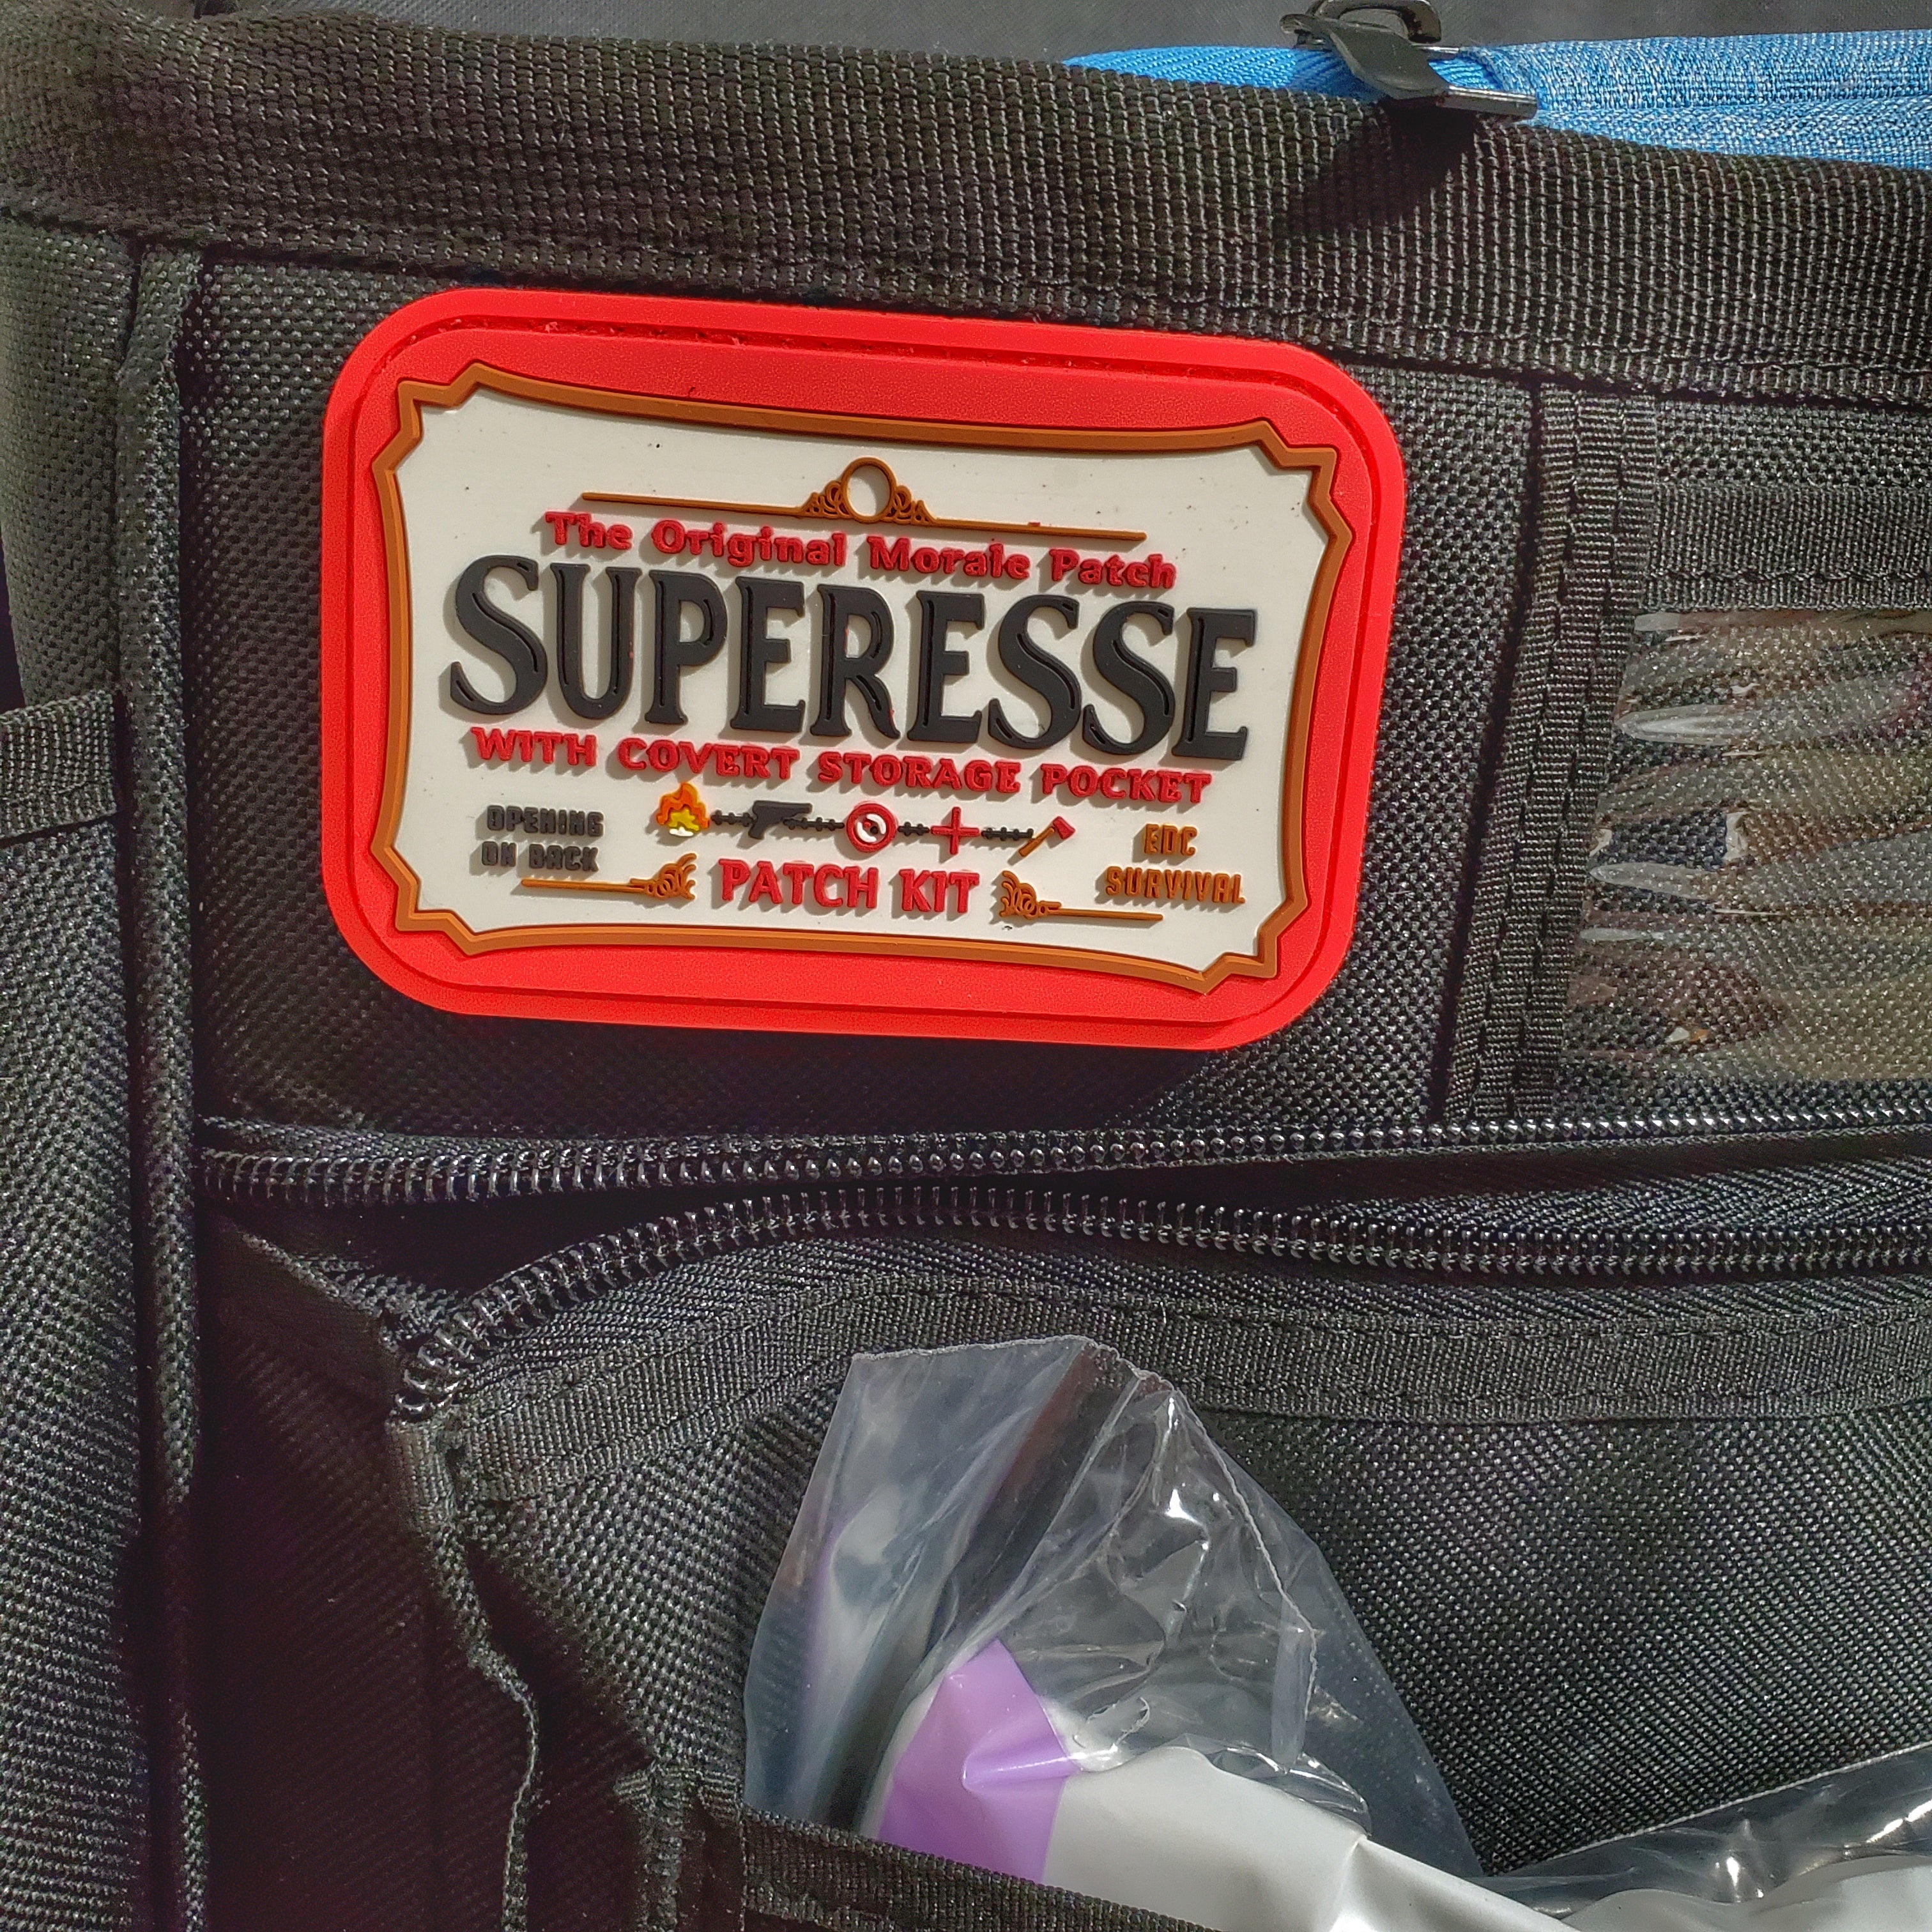 The Original Morale Patch
SUPERESSE
WITH COVERT STORAGE POCKET
OPENING
ON BACK
PATCH KIT
EDC
SURVIVAL